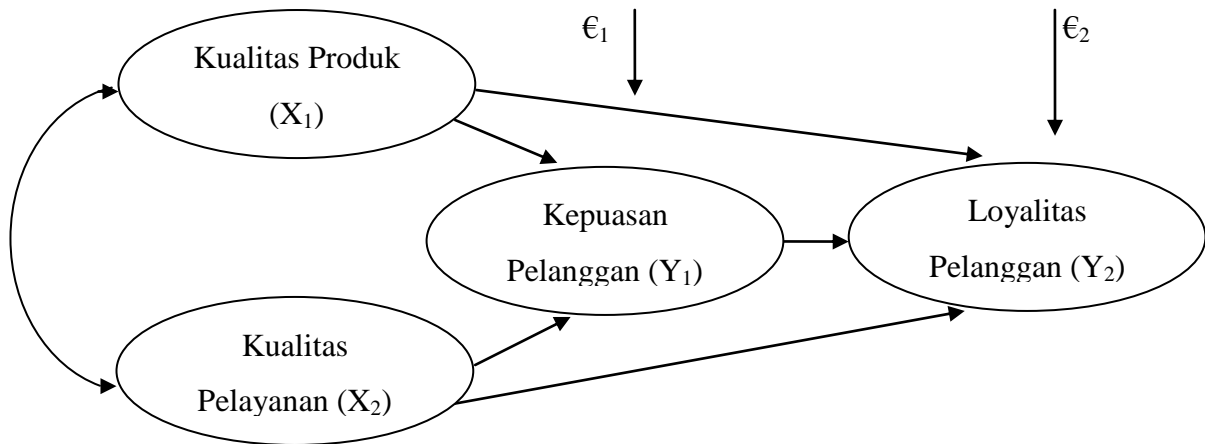 €₁
€₂
Kualitas Produk
(X₁)
Kepuasan
Pelanggan (Y₁)
Loyalitas
Pelanggan (Y₂)
Kualitas
Pelayanan (X₂)